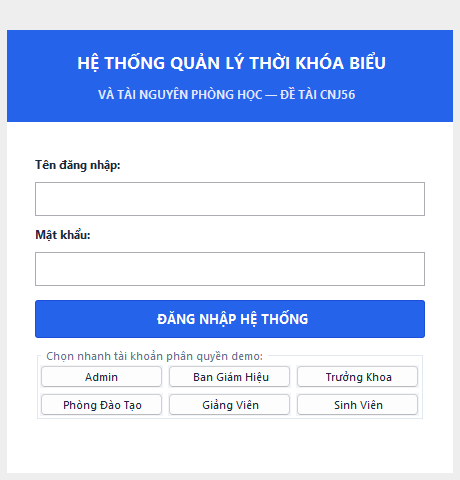 HỆ THỐNG QUẢN LÝ THỜI KHÓA BIỂU
VÀ TÀI NGUYÊN PHÒNG HỌC — ĐỀ TÀI CNJ56
Tên đăng nhập:
Mật khẩu:
ĐĂNG NHẬP HỆ THỐNG
Chọn nhanh tài khoản phân quyền demo:
Admin Ban Giám Hiệu Trưởng Khoa
Phòng Đào Tạo Giảng Viên Sinh Viên